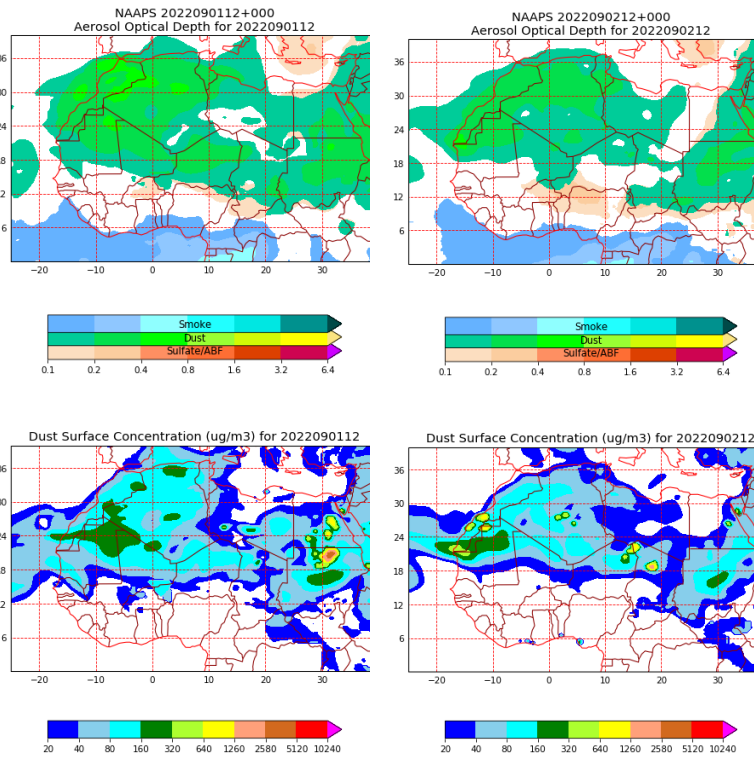 NAAPS 2022090112+000
Aerosol Optical Depth for 2022090112
36
30
24
18
12
6
−20 −10 0 10 20 30
Smoke
Dust
Sulfate/ABF
0.1 0.2 0.4 0.8 1.6 3.2 6.4
NAAPS 2022090212+000
Aerosol Optical Depth for 2022090212
36
30
24
18
12
6
−20 −10 0 10 20 30
Smoke
Dust
Sulfate/ABF
0.1 0.2 0.4 0.8 1.6 3.2 6.4
Dust Surface Concentration (ug/m3) for 2022090112
36
30
24
18
12
6
−20 −10 0 10 20 30
20 40 80 160 320 640 1260 2580 5120 10240
Dust Surface Concentration (ug/m3) for 2022090212
36
30
24
18
12
6
−20 −10 0 10 20 30
20 40 80 160 320 640 1260 2580 5120 10240